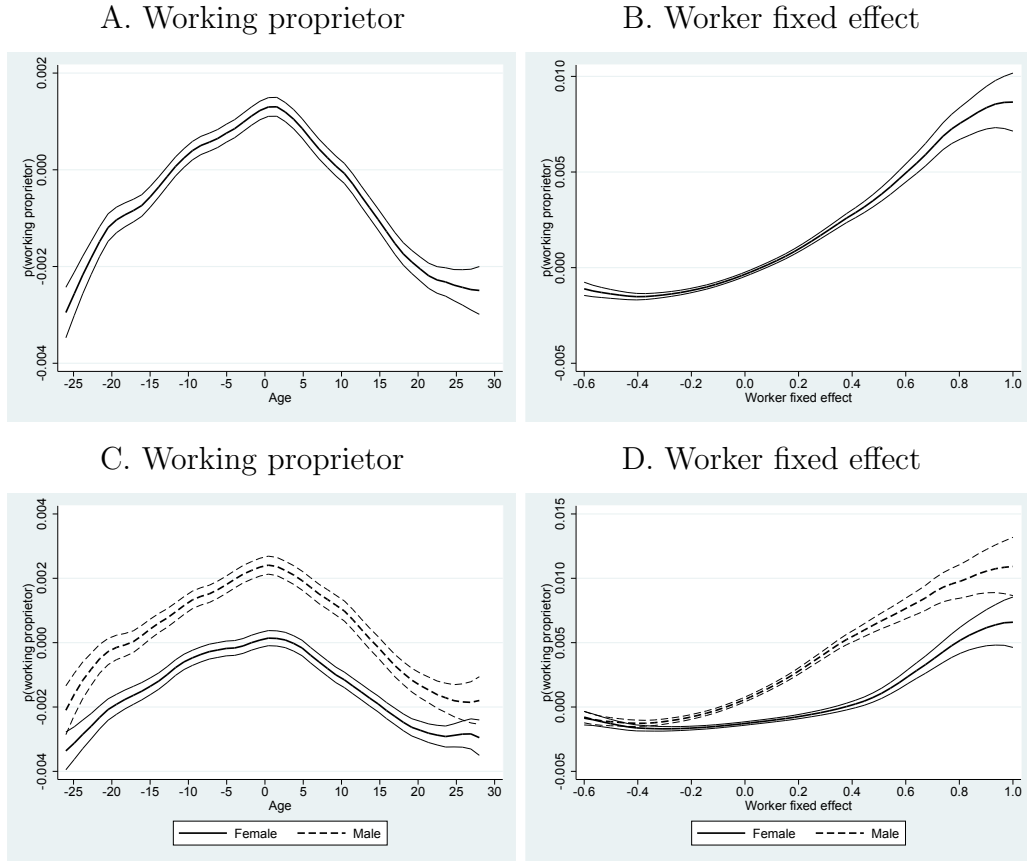 A. Working proprietor
p(working proprietor)
0.002
0.000
-0.002
-0.004
-25 -20 -15 -10 -5 0 5 10 15 20 25 30
Age
B. Worker fixed effect
p(working proprietor)
0.010
0.005
0.000
-0.005
-0.6 -0.4 -0.2 0.0 0.2 0.4 0.6 0.8 1.0
Worker fixed effect
C. Working proprietor
p(working proprietor)
0.004
0.002
0.000
-0.002
-0.004
-25 -20 -15 -10 -5 0 5 10 15 20 25 30
Age
Female Male
D. Worker fixed effect
p(working proprietor)
0.015
0.010
0.005
0.000
-0.005
-0.6 -0.4 -0.2 0.0 0.2 0.4 0.6 0.8 1.0
Worker fixed effect
Female Male